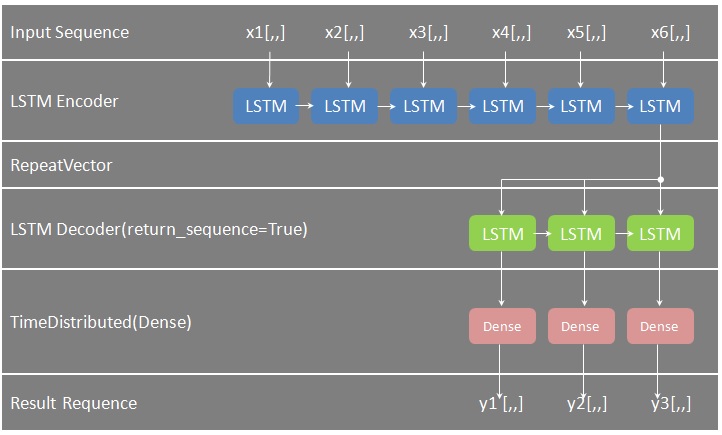 Input Sequence x1[,,] x2[,,] x3[,,] x4[,,] x5[,,] x6[,,]
LSTM Encoder LSTM LSTM LSTM LSTM LSTM LSTM
RepeatVector
LSTM Decoder(return_sequence=True) LSTM LSTM LSTM
TimeDistributed(Dense) Dense Dense Dense
Result Requence y1[,,] y2[,,] y3[,,]